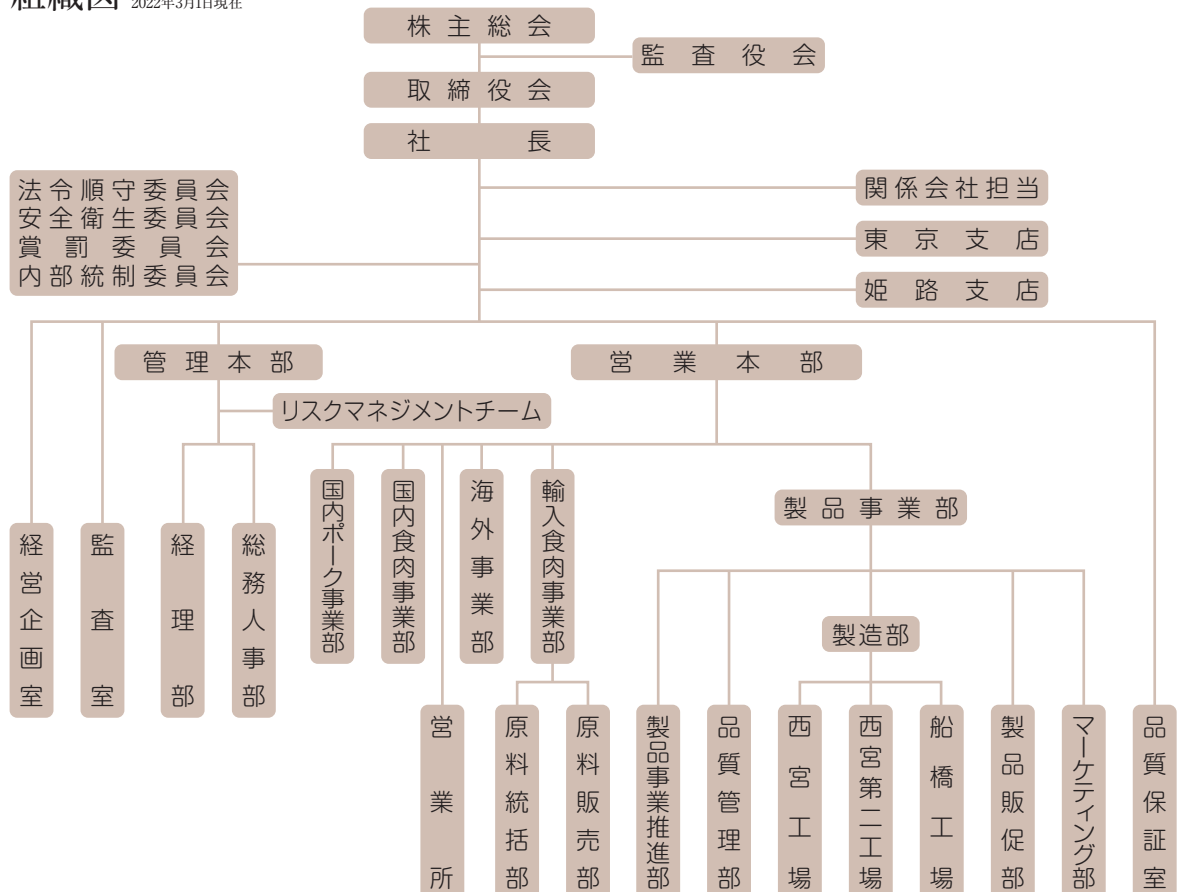 組織図 2022年3月1日現在
株主総会
監査役会
取締役会
社長
法令順守委員会
安全衛生委員会
賞罰委員会
内部統制委員会
関係会社担当
東京支店
姫路支店
管理本部
営業本部
リスクマネジメントチーム
経営企画室
監査室
経理部
総務人事部
国内ポーク事業部
国内食肉事業部
海外事業部
輸入食肉事業部
製品事業部
製造部
営業所
原料統括部
原料販売部
製品事業推進部
品質管理部
西宮工場
西宮第二工場
船橋工場
製品販促部
マーケティング部
品質保証室